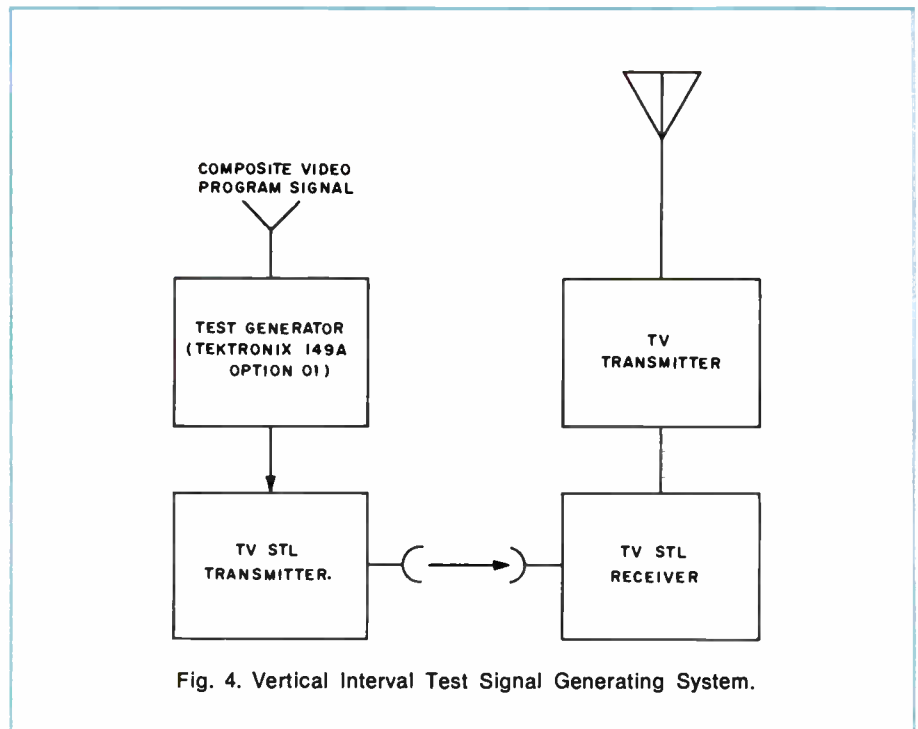 COMPOSITE VIDEO
PROGRAM SIGNAL
TEST GENERATOR
(TEKTRONIX 149A
OPTION 01)
TV STL
TRANSMITTER.
TV
TRANSMITTER
TV STL
RECEIVER
Fig. 4. Vertical Interval Test Signal Generating System.